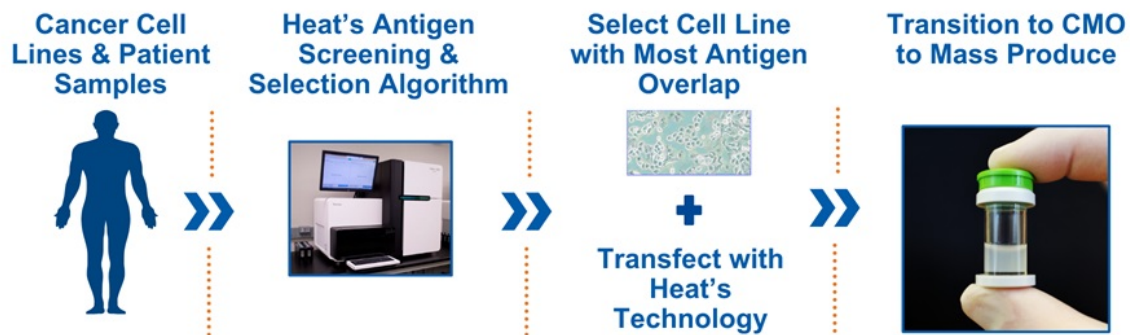 Cancer Cell
Lines & Patient
Samples
Heat's Antigen
Screening &
Selection Algorithm
Select Cell Line
with Most Antigen
Overlap
+
Transfect with
Heat's
Technology
Transition to CMO
to Mass Produce